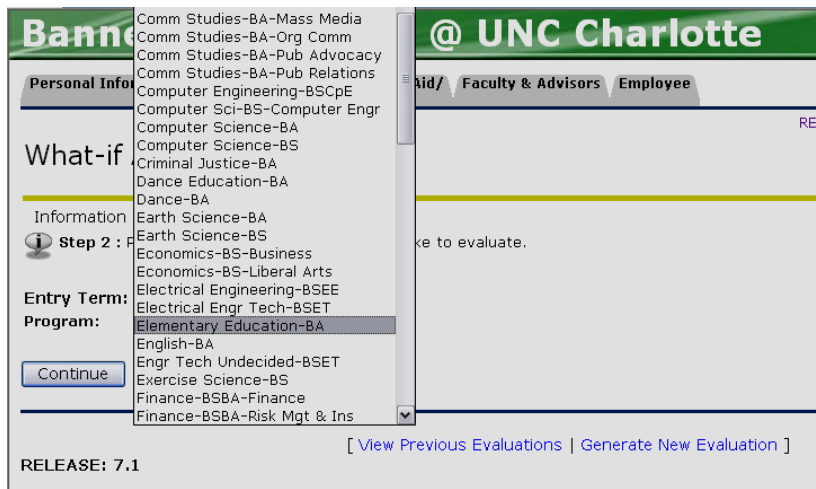 Banne @ UNC Charlotte
Personal Infor Aid/ Faculty & Advisors Employee
RE
What-if
Information
Step 2 : P ke to evaluate.
Entry Term:
Program:
Comm Studies-BA-Mass Media
Comm Studies-BA-Org Comm
Comm Studies-BA-Pub Advocacy
Comm Studies-BA-Pub Relations
Computer Engineering-BSCpE
Computer Sci-BS-Computer Engr
Computer Science-BA
Computer Science-BS
Criminal Justice-BA
Dance Education-BA
Dance-BA
Earth Science-BA
Earth Science-BS
Economics-BS-Business
Economics-BS-Liberal Arts
Electrical Engineering-BSEE
Electrical Engr Tech-BSET
Elementary Education-BA
English-BA
Engr Tech Undecided-BSET
Exercise Science-BS
Finance-BSBA-Finance
Finance-BSBA-Risk Mgt & Ins
Continue
[ View Previous Evaluations | Generate New Evaluation ]
RELEASE: 7.1